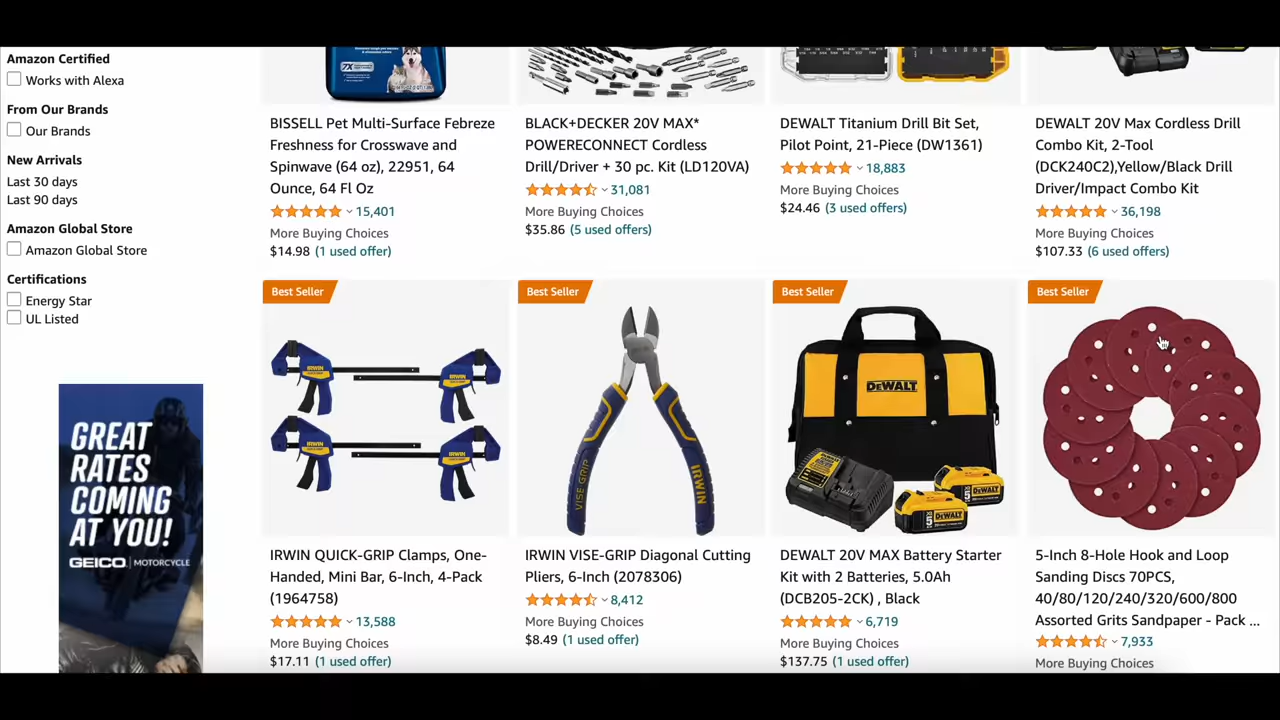 Amazon Certified
Works with Alexa
From Our Brands
Our Brands
New Arrivals
Last 30 days
Last 90 days
Amazon Global Store
Amazon Global Store
Certifications
Energy Star
UL Listed
GREAT
RATES
COMING
AT YOU!
GEICO | MOTORCYCLE
7X
BISSELL Pet Multi-Surface Febreze
Freshness for Crosswave and
Spinwave (64 oz), 22951, 64
Ounce, 64 Fl Oz
15,401
More Buying Choices
$14.98 (1 used offer)
BLACK+DECKER 20V MAX*
POWERECONNECT Cordless
Drill/Driver + 30 pc. Kit (LD120VA)
31,081
More Buying Choices
$35.86 (5 used offers)
DEWALT Titanium Drill Bit Set,
Pilot Point, 21-Piece (DW1361)
18,883
More Buying Choices
$24.46 (3 used offers)
DEWALT 20V Max Cordless Drill
Combo Kit, 2-Tool
(DCK240C2),Yellow/Black Drill
Driver/Impact Combo Kit
36,198
More Buying Choices
$107.33 (6 used offers)
Best Seller
IRWIN
IRWIN
IRWIN
IRWIN
IRWIN QUICK-GRIP Clamps, One-
Handed, Mini Bar, 6-Inch, 4-Pack
(1964758)
13,588
More Buying Choices
$17.11 (1 used offer)
Best Seller
VISE-GRIP
IRWIN
IRWIN VISE-GRIP Diagonal Cutting
Pliers, 6-Inch (2078306)
8,412
More Buying Choices
$8.49 (1 used offer)
Best Seller
DEWALT
DEWALT
DEWALT
DEWALT 20V MAX Battery Starter
Kit with 2 Batteries, 5.0Ah
(DCB205-2CK) , Black
6,719
More Buying Choices
$137.75 (1 used offer)
Best Seller
5-Inch 8-Hole Hook and Loop
Sanding Discs 70PCS,
40/80/120/240/320/600/800
Assorted Grits Sandpaper - Pack ...
7,933
More Buying Choices